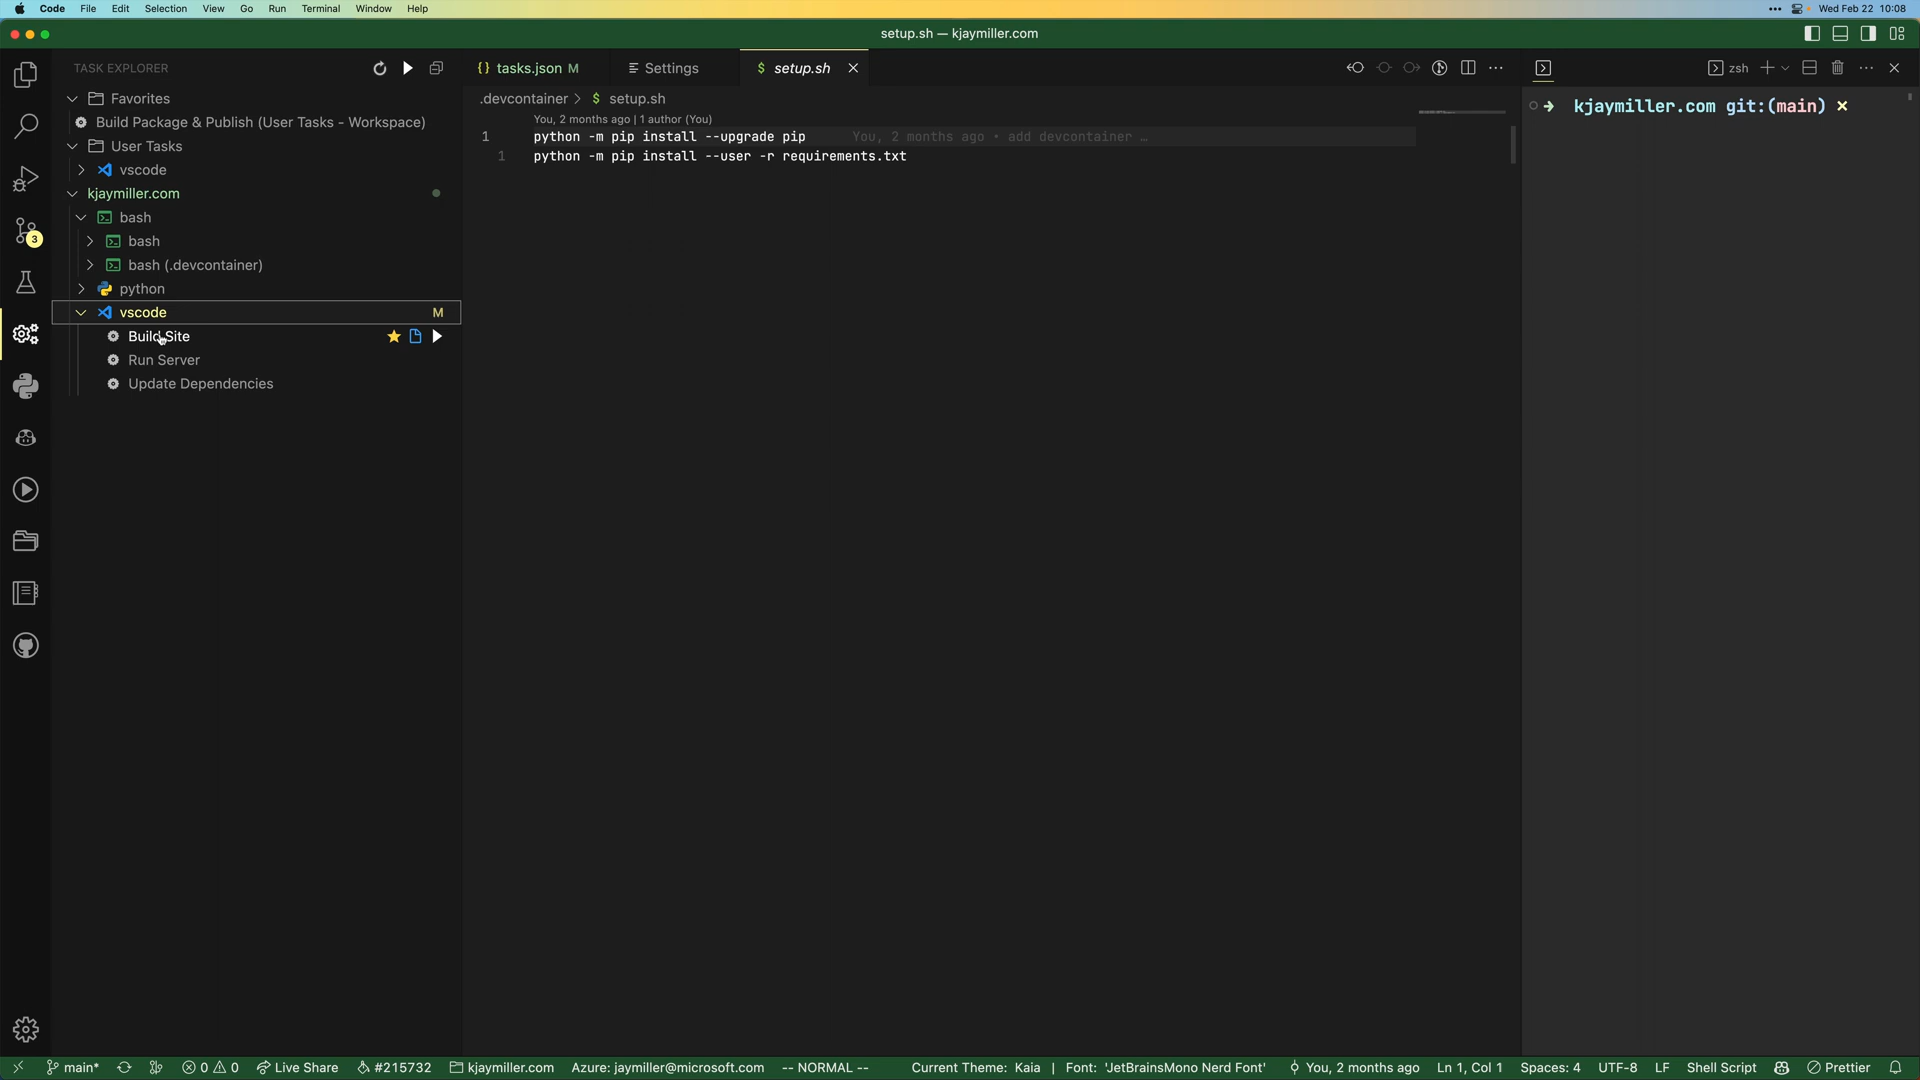 Code File Edit Selection View Go Run Terminal Window Help
Wed Feb 22 10:08
setup.sh — kjaymiller.com
TASK EXPLORER
Favorites
Build Package & Publish (User Tasks - Workspace)
User Tasks
vscode
kjaymiller.com
bash
bash
bash (.devcontainer)
python
vscode M
Build Site
Run Server
Update Dependencies
3
{} tasks.json M
Settings
$ setup.sh
.devcontainer > $ setup.sh
You, 2 months ago | 1 author (You)
1 python -m pip install --upgrade pip You, 2 months ago • add devcontainer …
1 python -m pip install --user -r requirements.txt
zsh
kjaymiller.com git:(main)
main* 0 0 Live Share #215732 kjaymiller.com Azure: jaymiller@microsoft.com -- NORMAL -- Current Theme: Kaia | Font: 'JetBrainsMono Nerd Font' You, 2 months ago Ln 1, Col 1 Spaces: 4 UTF-8 LF Shell Script Prettier